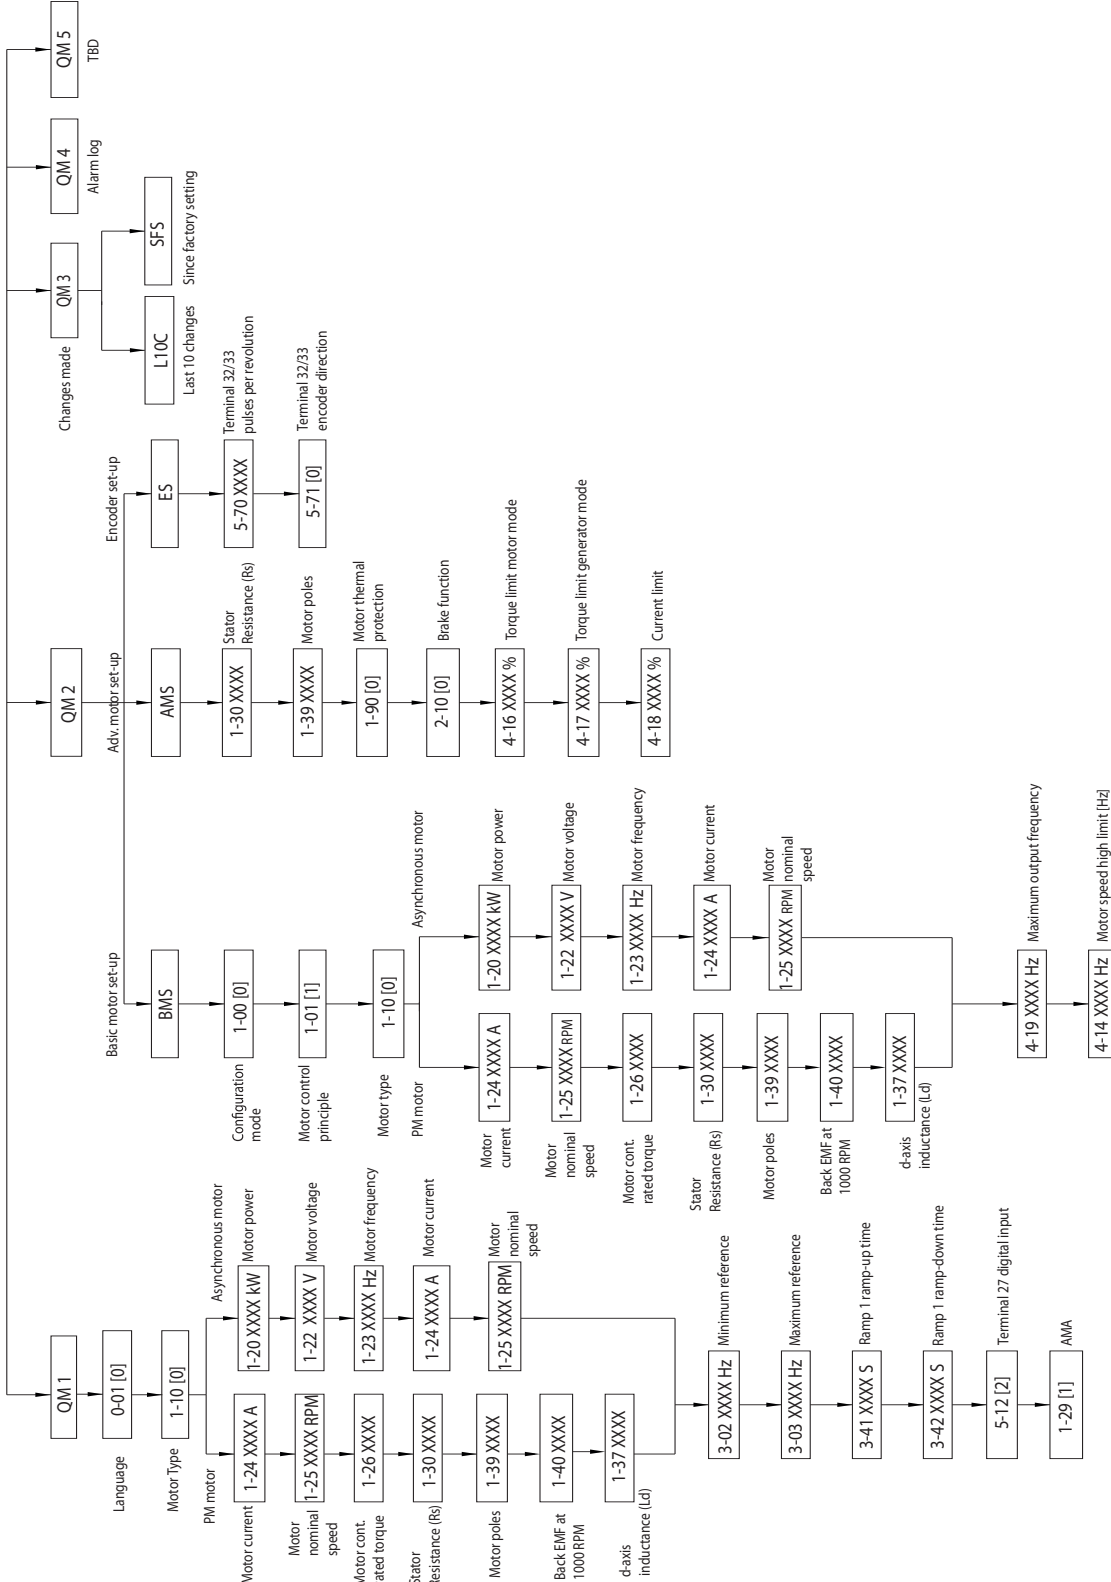 QM 1
0-01 [0]
Language
1-10 [0]
Motor Type
PM motor
1-24 XXXX A
Motor current
1-25 XXXX RPM
Motor
nominal
speed
1-26 XXXX
Motor cont.
ated torque
1-30 XXXX
Stator
Resistance (Rs)
1-39 XXXX
Motor poles
1-40 XXXX
Back EMF at
1000 RPM
1-37 XXXX
d-axis
inductance (Ld)
Asynchronous motor
1-20 XXXX kW
Motor power
1-22 XXXX V
Motor voltage
1-23 XXXX Hz
Motor frequency
1-24 XXXX A
Motor current
1-25 XXXX RPM
Motor
nominal
speed
3-02 XXXX Hz
Minimum reference
3-03 XXXX Hz
Maximum reference
3-41 XXXX S
Ramp 1 ramp-up time
3-42 XXXX S
Ramp 1 ramp-down time
5-12 [2]
Terminal 27 digital input
1-29 [1]
AMA
QM 2
Basic motor set-up
BMS
1-00 [0]
Configuration
mode
1-01 [1]
Motor control
principle
1-10 [0]
Motor type
PM motor
1-24 XXXX A
Motor
current
1-25 XXXX RPM
Motor
nominal
speed
1-26 XXXX
Motor cont.
rated torque
1-30 XXXX
Stator
Resistance (Rs)
1-39 XXXX
Motor poles
1-40 XXXX
Back EMF at
1000 RPM
1-37 XXXX
d-axis
inductance (Ld)
Asynchronous motor
1-20 XXXX kW
Motor power
1-22 XXXX V
Motor voltage
1-23 XXXX Hz
Motor frequency
1-24 XXXX A
Motor current
1-25 XXXX RPM
Motor
nominal
speed
4-19 XXXX Hz
Maximum output frequency
4-14 XXXX Hz
Motor speed high limit [Hz]
Adv. motor set-up
AMS
1-30 XXXX
Stator
Resistance (Rs)
1-39 XXXX
Motor poles
1-90 [0]
Motor thermal
protection
2-10 [0]
Brake function
4-16 XXXX %
Torque limit motor mode
4-17 XXXX %
Torque limit generator mode
4-18 XXXX %
Current limit
Encoder set-up
ES
5-70 XXXX
Terminal 32/33
pulses per revolution
5-71 [0]
Terminal 32/33
encoder direction
QM 3
Changes made
L10C
Last 10 changes
SFS
Since factory setting
QM 4
Alarm log
QM 5
TBD